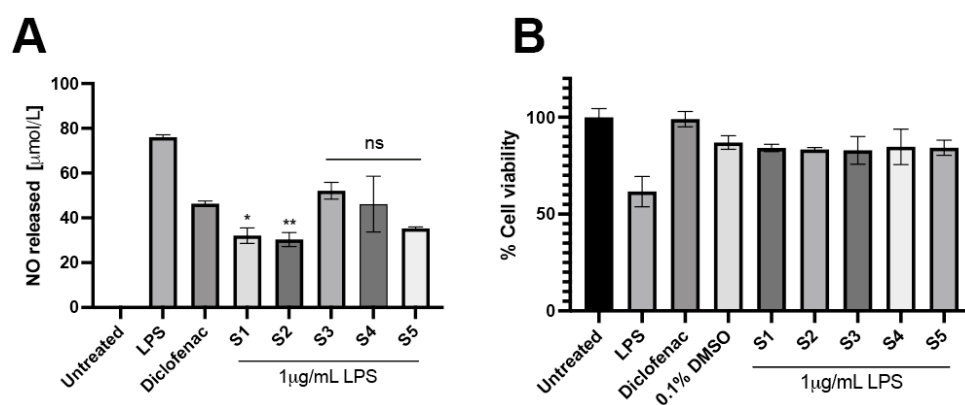 A
NO released [μmol/L]
100
80
60
40
20
0
*
**
ns
Untreated
LPS
Diclofenac
S1
S2
S3
S4
S5
1μg/mL LPS
B
% Cell viability
100
50
0
Untreated
LPS
Diclofenac
0.1% DMSO
S1
S2
S3
S4
S5
1μg/mL LPS